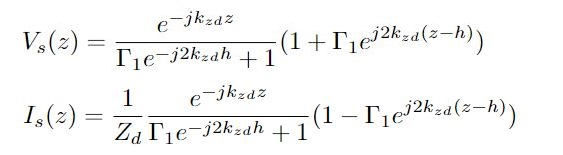 V_s(z) = \frac{e^{-jk_{zd}z}}{\Gamma_1 e^{-j2k_{zd}h} + 1}(1 + \Gamma_1 e^{j2k_{zd}(z-h)})
I_s(z) = \frac{1}{Z_d} \frac{e^{-jk_{zd}z}}{\Gamma_1 e^{-j2k_{zd}h} + 1}(1 - \Gamma_1 e^{j2k_{zd}(z-h)})